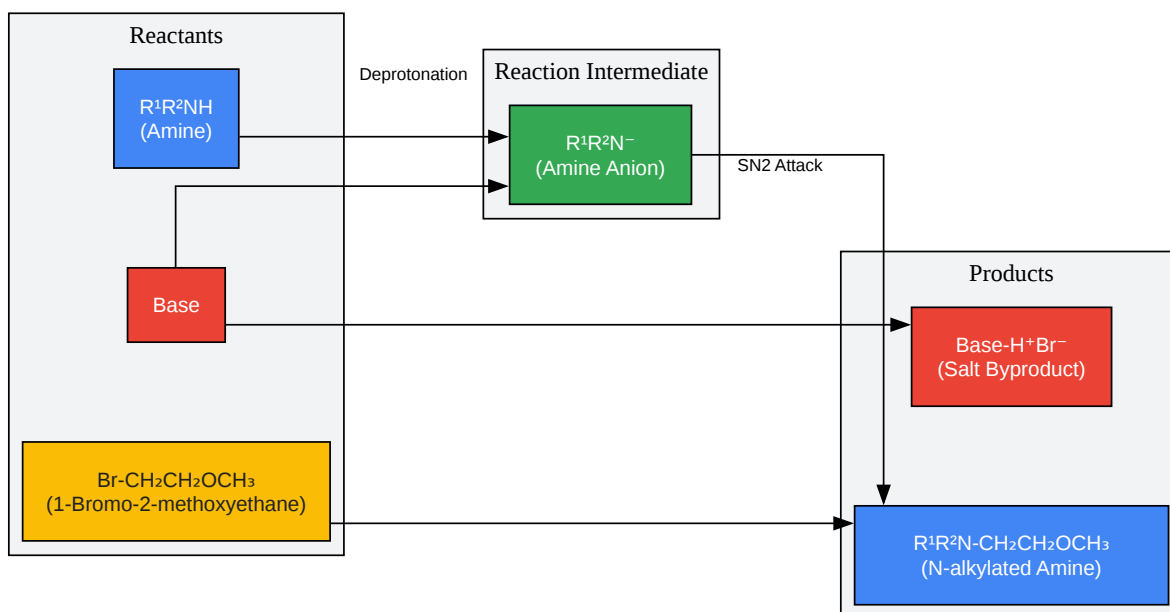 Reactants
R¹R²NH
(Amine)
Base
Br-CH₂CH₂OCH₃
(1-Bromo-2-methoxyethane)
Deprotonation
Reaction Intermediate
R¹R²N⁻
(Amine Anion)
SN2 Attack
Products
Base-H⁺Br⁻
(Salt Byproduct)
R¹R²N-CH₂CH₂OCH₃
(N-alkylated Amine)